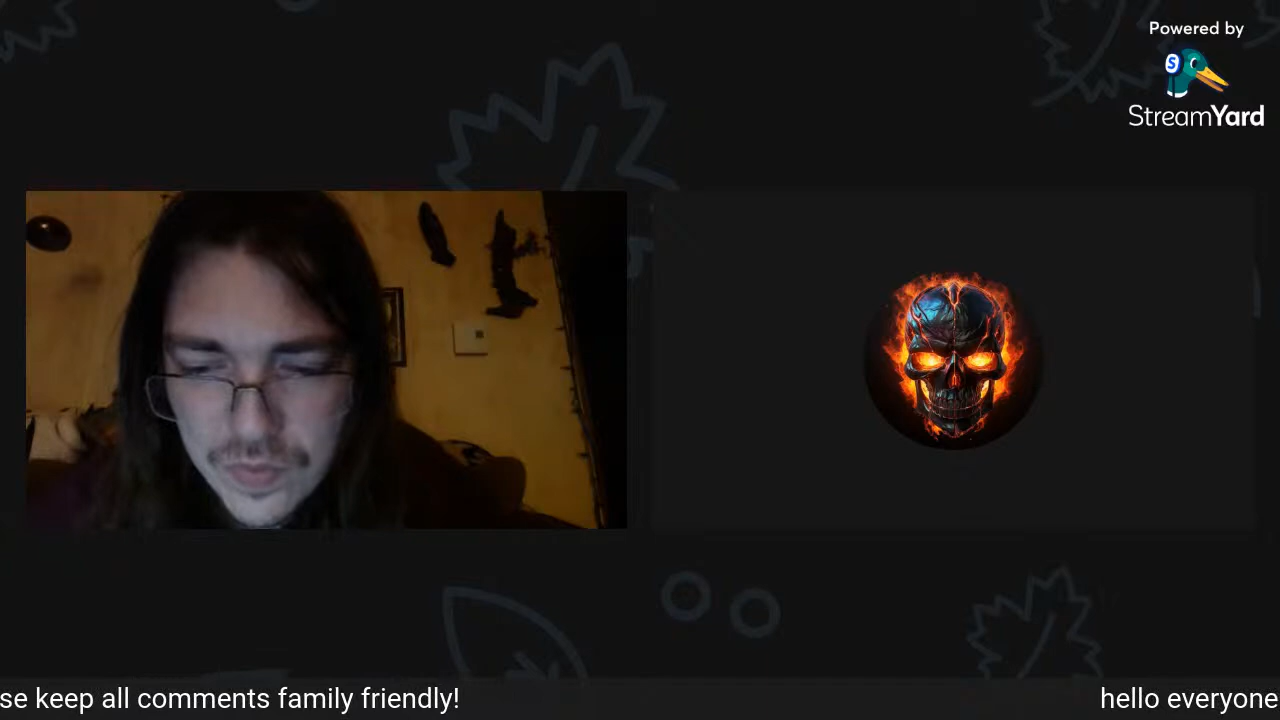 Powered by
S
StreamYard
se keep all comments family friendly!
hello everyone